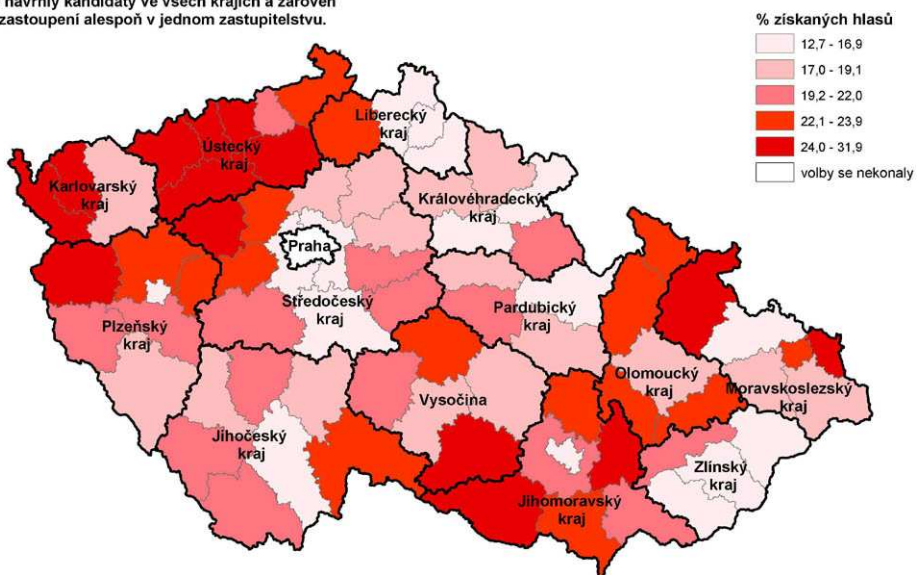 navrhly kandidáty ve všech krajích a zároveň
zastoupení alespoň v jednom zastupitelstvu.
% získaných hlasů
12,7 - 16,9
17,0 - 19,1
19,2 - 22,0
22,1 - 23,9
24,0 - 31,9
volby se nekonaly
Liberecký
kraj
Ústecký
kraj
Karlovarský
kraj
Královéhradecký
kraj
Praha
Středočeský
kraj
Pardubický
kraj
Plzeňský
kraj
Olomoucký
kraj
Moravskoslezský
kraj
Vysočina
Jihočeský
kraj
Zlínský
kraj
Jihomoravský
kraj